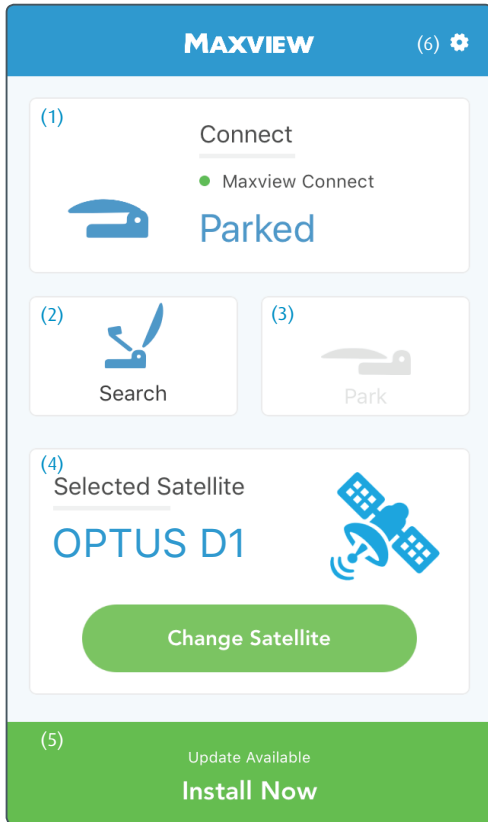 MAXVIEW (6)
(1)
Connect
Maxview Connect
Parked
(2)
Search
(3)
Park
(4)
Selected Satellite
OPTUS D1
Change Satellite
(5)
Update Available
Install Now